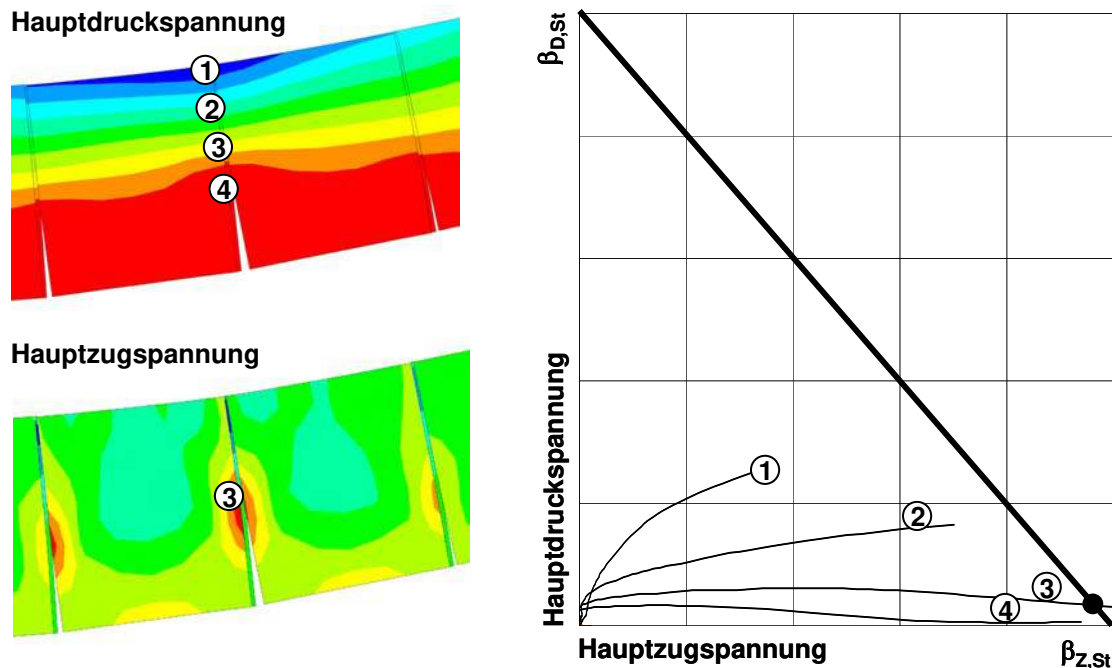 Hauptdruckspannung
①
②
③
④
Hauptzugspannung
③
β_D,St
Hauptdruckspannung
①
②
③
④
Hauptzugspannung
β_Z,St